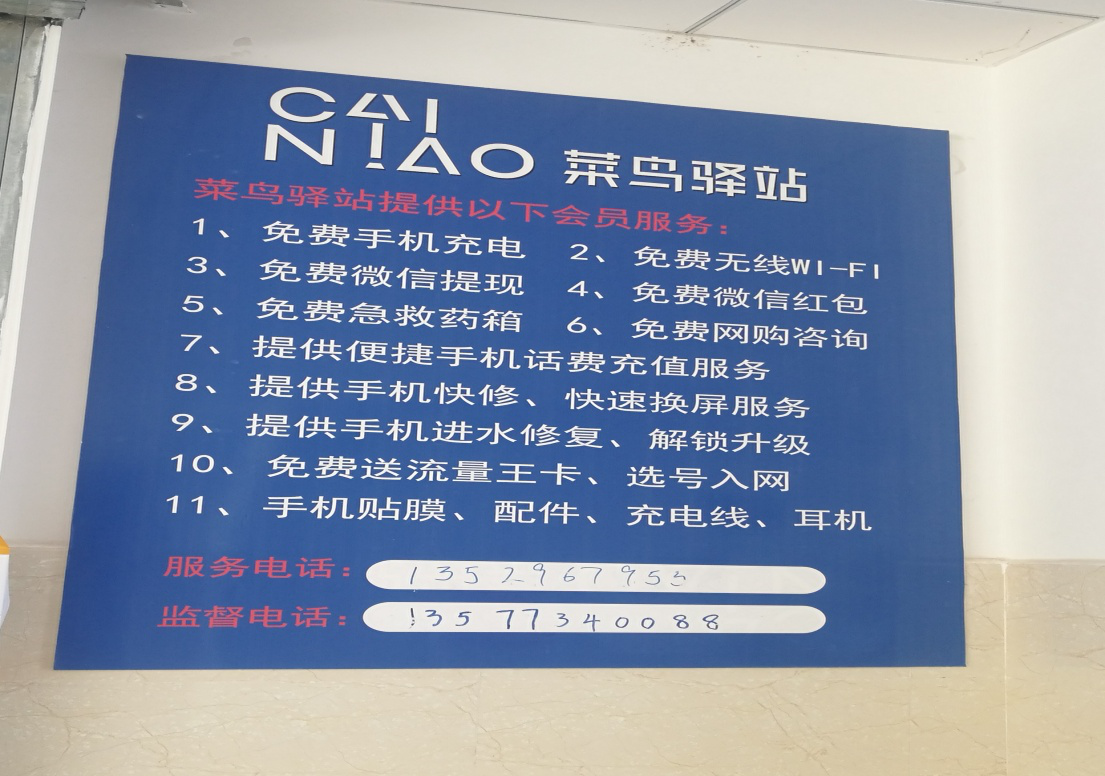 CAI
NIAO 菜鸟驿站
菜鸟驿站提供以下会员服务：
1、免费手机充电 2、免费无线WI-FI
3、免费微信提现 4、免费微信红包
5、免费急救药箱 6、免费网购咨询
7、提供便捷手机话费充值服务
8、提供手机快修、快速换屏服务
9、提供手机进水修复、解锁升级
10、免费送流量王卡、选号入网
11、手机贴膜、配件、充电线、耳机
服务电话：13529679555
监督电话：13577340088